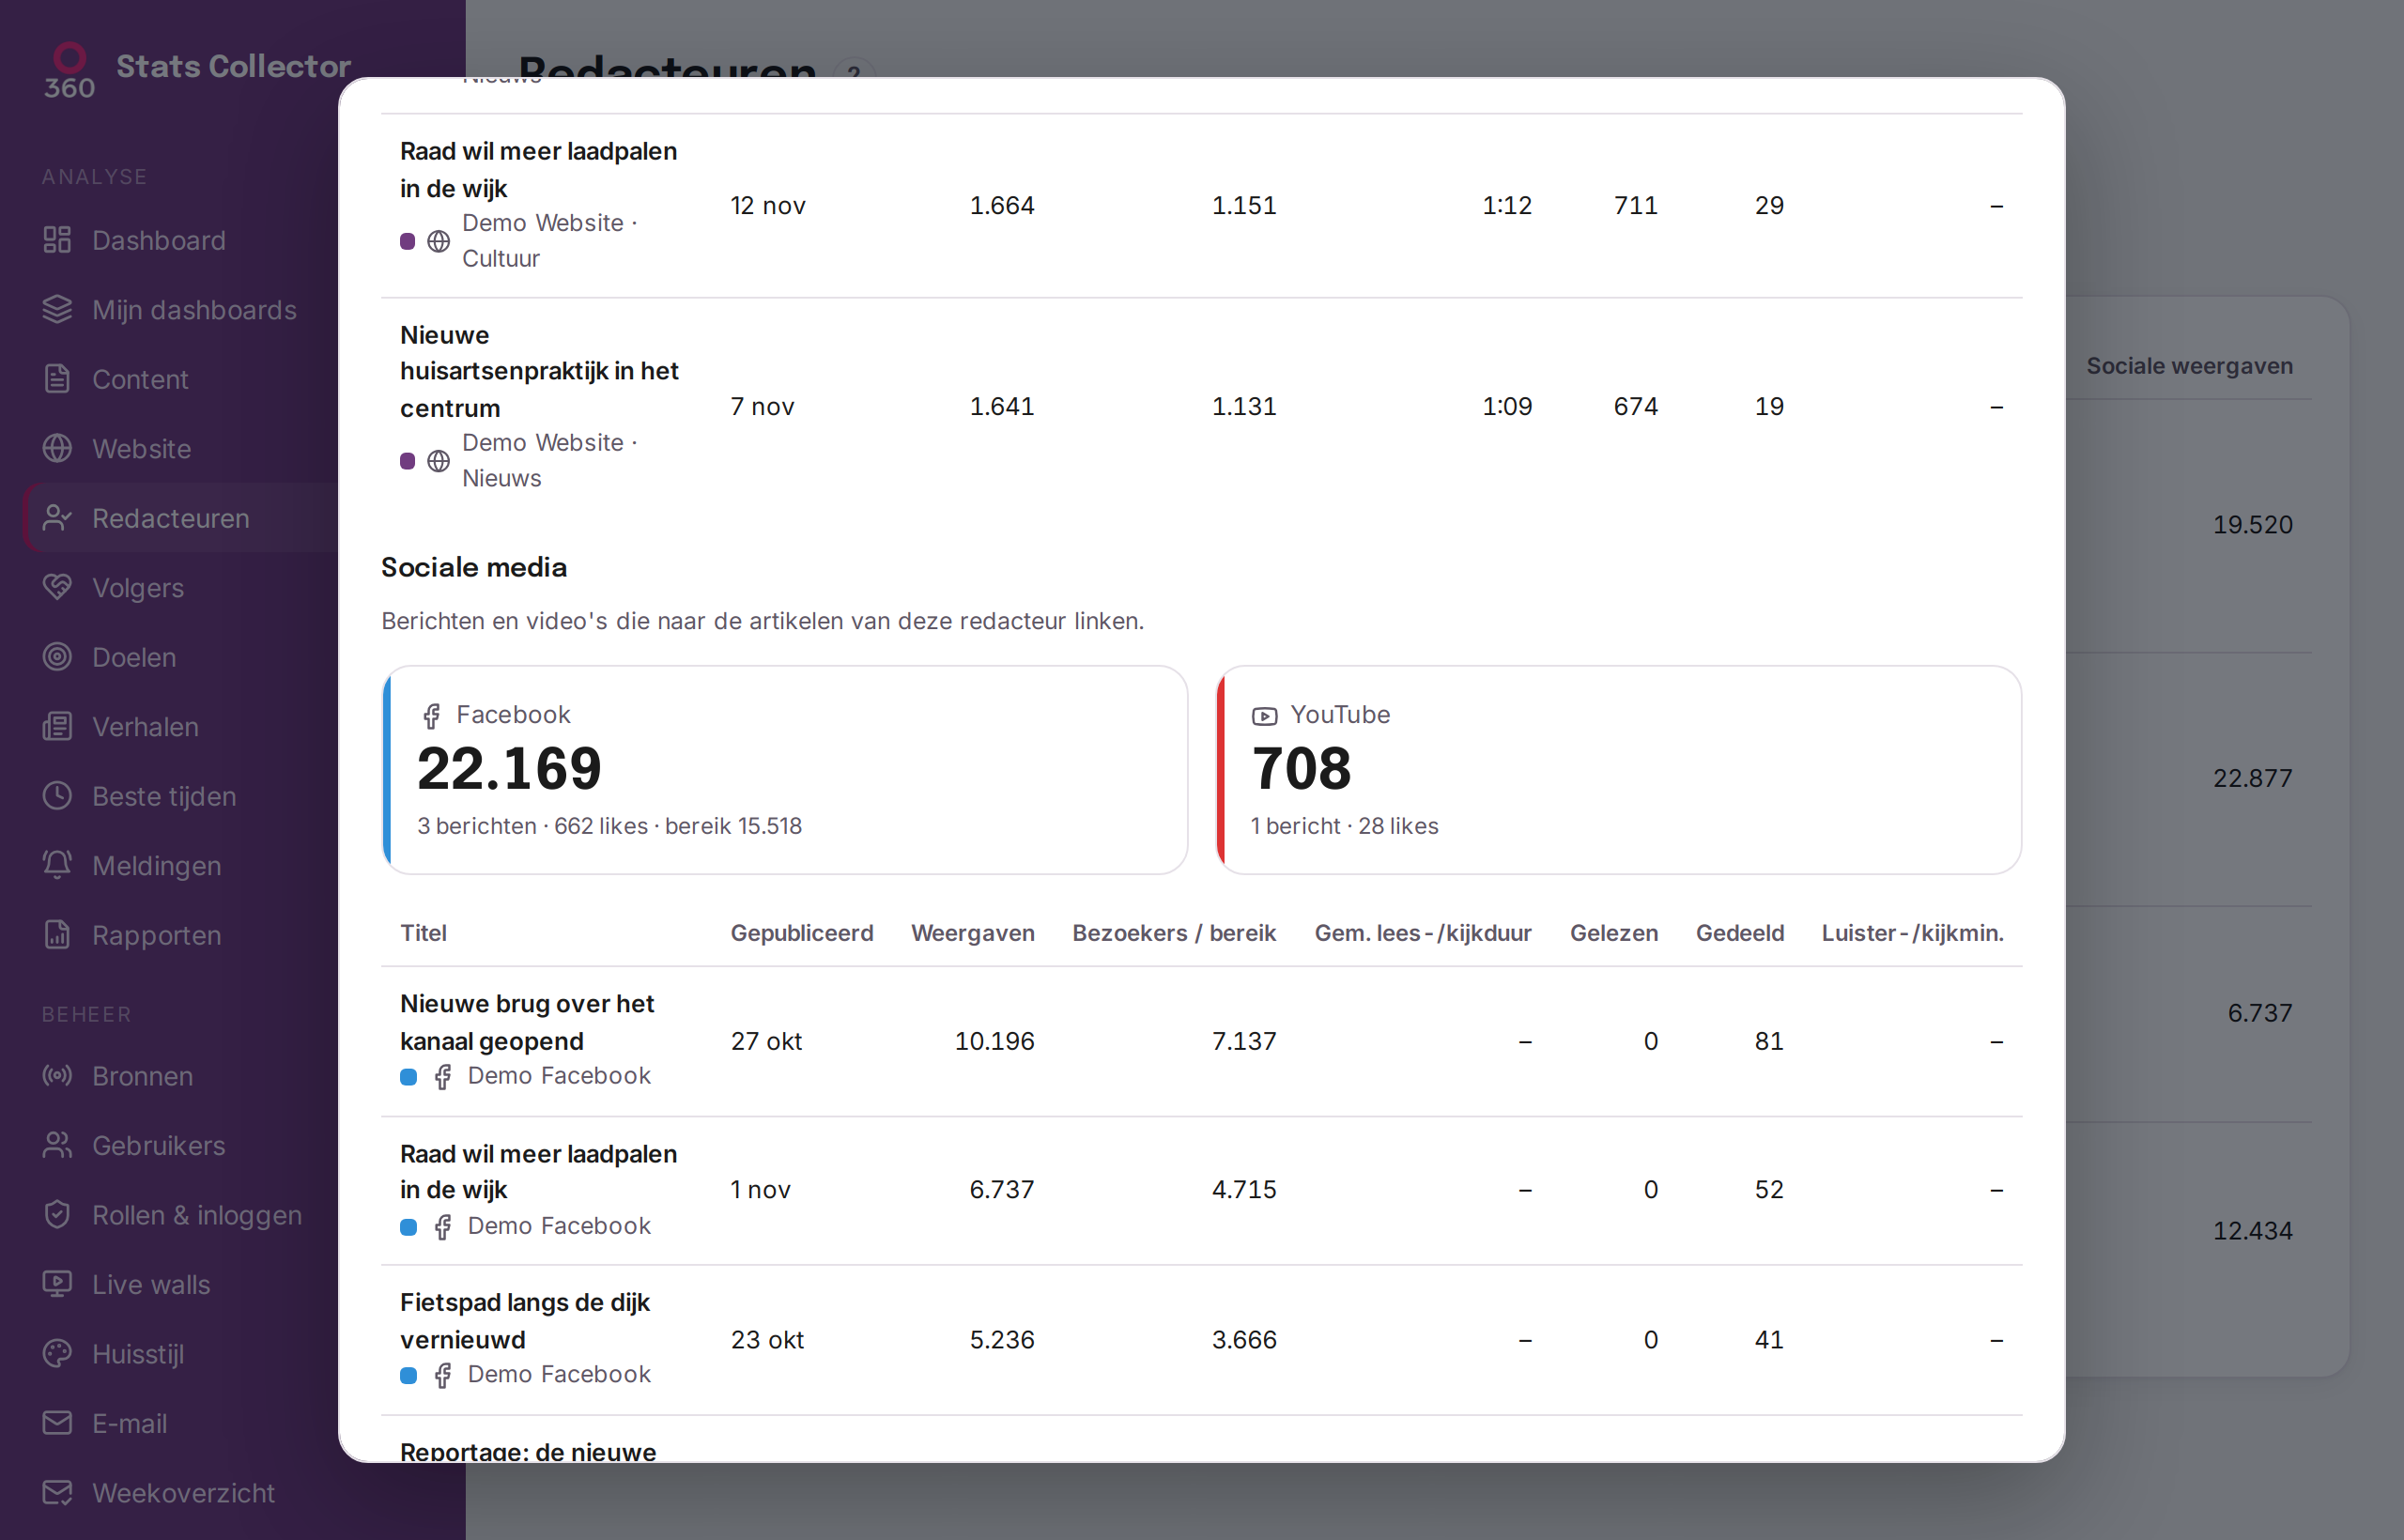 360 Stats Collector
ANALYSE
Dashboard
Mijn dashboards
Content
Website
Redacteuren
Volgers
Doelen
Verhalen
Beste tijden
Meldingen
Rapporten
BEHEER
Bronnen
Gebruikers
Rollen & inloggen
Live walls
Huisstijl
E-mail
Weekoverzicht
Redacteuren 2
Sociale weergaven
19.520
22.877
6.737
12.434
Nieuws
Raad wil meer laadpalen
in de wijk
Demo Website ·
Cultuur
12 nov 1.664 1.151 1:12 711 29 –
Nieuwe
huisartsenpraktijk in het
centrum
Demo Website ·
Nieuws
7 nov 1.641 1.131 1:09 674 19 –
Sociale media
Berichten en video's die naar de artikelen van deze redacteur linken.
Facebook
22.169
3 berichten · 662 likes · bereik 15.518
YouTube
708
1 bericht · 28 likes
Titel Gepubliceerd Weergaven Bezoekers / bereik Gem. lees-/kijkduur Gelezen Gedeeld Luister-/kijkmin.
Nieuwe brug over het
kanaal geopend
Demo Facebook
27 okt 10.196 7.137 – 0 81 –
Raad wil meer laadpalen
in de wijk
Demo Facebook
1 nov 6.737 4.715 – 0 52 –
Fietspad langs de dijk
vernieuwd
Demo Facebook
23 okt 5.236 3.666 – 0 41 –
Reportage: de nieuwe